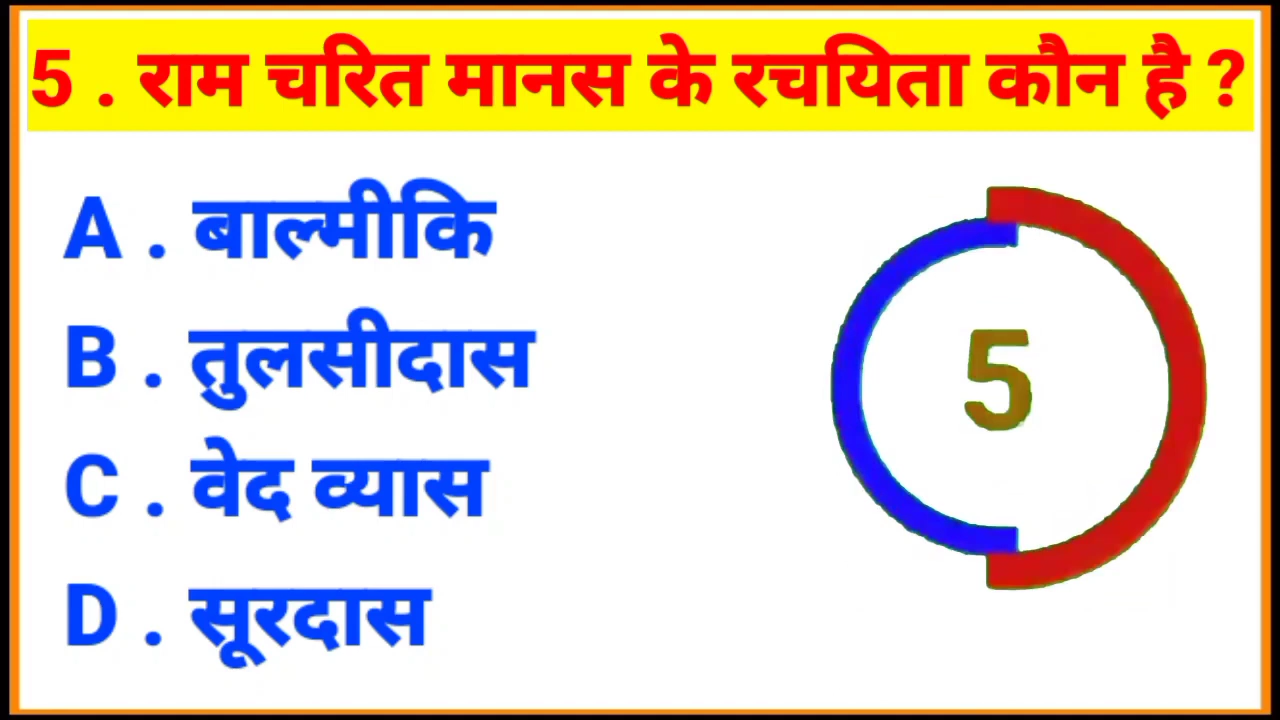 5 . राम चरित मानस के रचयिता कौन है ?
A . बाल्मीकि
B . तुलसीदास
C . वेद व्यास
D . सूरदास
5